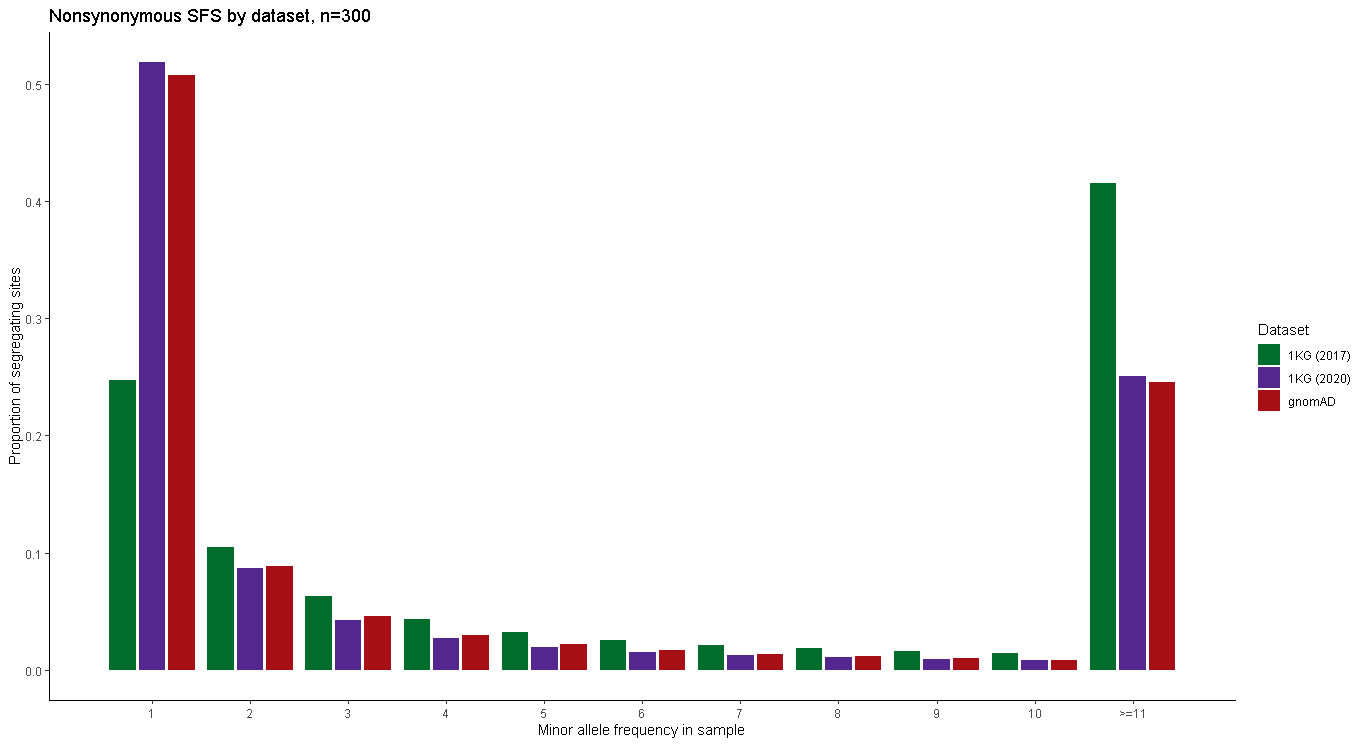 Nonsynonymous SFS by dataset, n=300
Proportion of segregating sites
0.5
0.4
0.3
0.2
0.1
0.0
1 2 3 4 5 6 7 8 9 10 >=11
Minor allele frequency in sample
Dataset
1KG (2017)
1KG (2020)
gnomAD